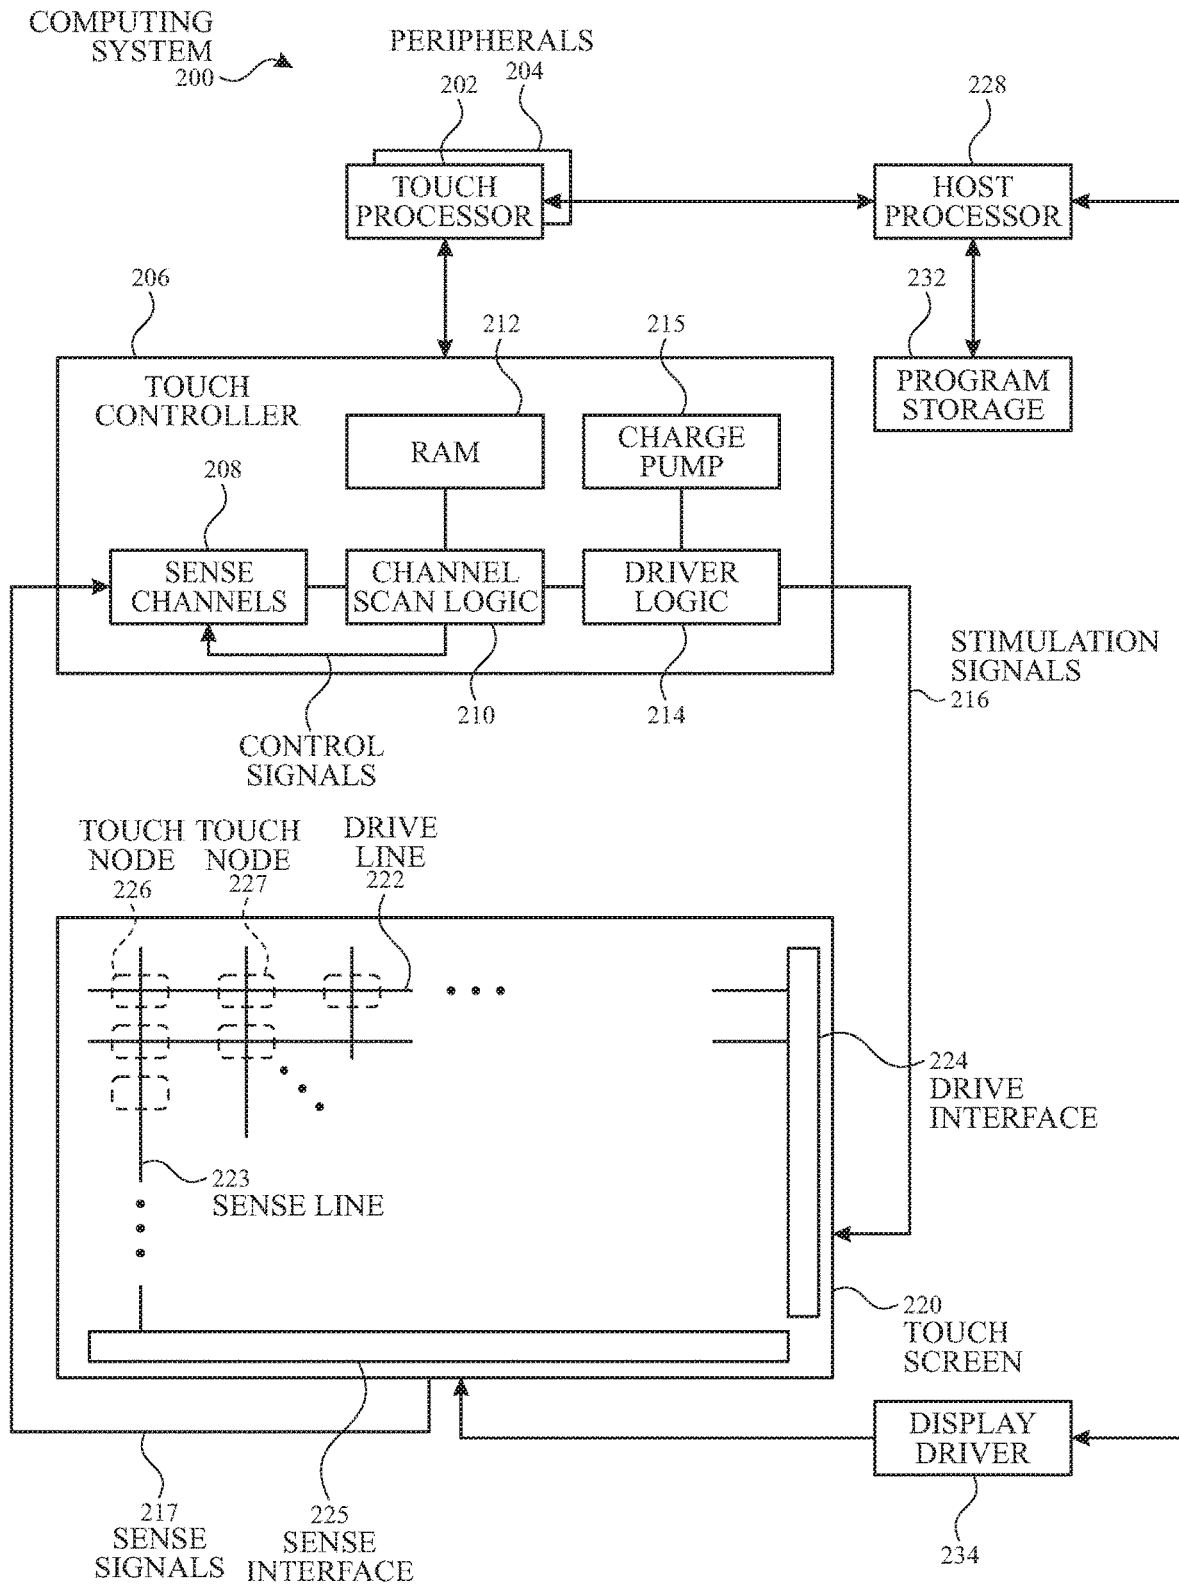 COMPUTING
SYSTEM
200
PERIPHERALS
204
202
228
TOUCH
PROCESSOR
HOST
PROCESSOR
206
212
215
232
TOUCH
CONTROLLER
RAM
CHARGE
PUMP
PROGRAM
STORAGE
208
SENSE
CHANNELS
CHANNEL
SCAN LOGIC
DRIVER
LOGIC
STIMULATION
SIGNALS
216
210
214
CONTROL
SIGNALS
TOUCH
NODE
226
TOUCH
NODE
227
DRIVE
LINE
222
224
DRIVE
INTERFACE
223
SENSE LINE
220
TOUCH
SCREEN
DISPLAY
DRIVER
234
217
SENSE
SIGNALS
225
SENSE
INTERFACE